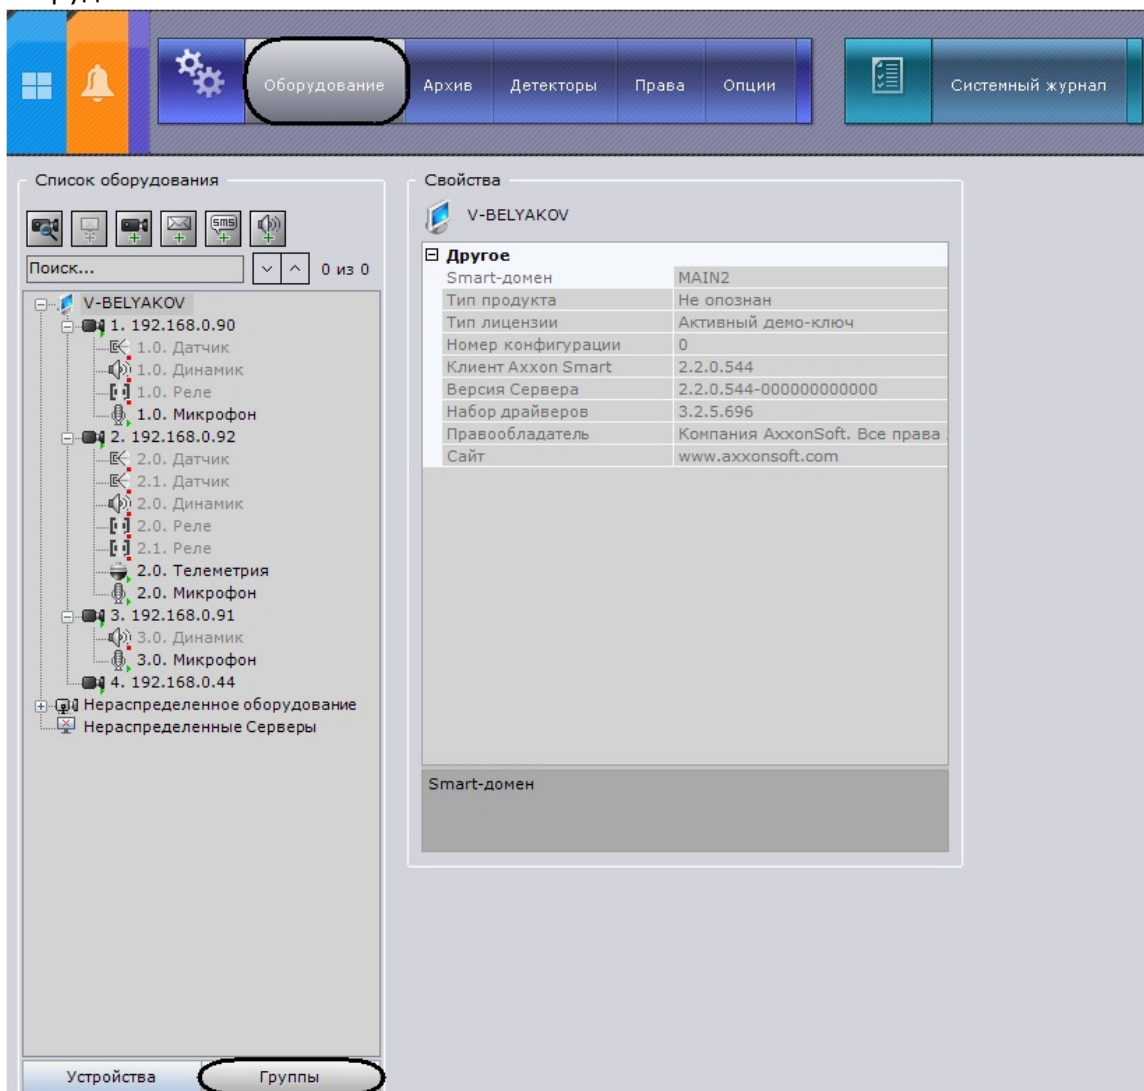 Оборудование
Архив
Детекторы
Права
Опции
Системный журнал
Список оборудования
Свойства
sms
V-BELYAKOV
Поиск...
0 из 0
Другое
Smart-домен MAIN2
Тип продукта Не опознан
Тип лицензии Активный демо-ключ
Номер конфигурации 0
Клиент Axxon Smart 2.2.0.544
Версия Сервера 2.2.0.544-000000000000
Набор драйверов 3.2.5.696
Правообладатель Компания AxxonSoft. Все права
Сайт www.axxonsoft.com
V-BELYAKOV
1. 192.168.0.90
1.0. Датчик
1.0. Динамик
1.0. Реле
1.0. Микрофон
2. 192.168.0.92
2.0. Датчик
2.1. Датчик
2.0. Динамик
2.0. Реле
2.1. Реле
2.0. Телеметрия
2.0. Микрофон
3. 192.168.0.91
3.0. Динамик
3.0. Микрофон
4. 192.168.0.44
Нераспределенное оборудование
Нераспределенные Серверы
Smart-домен
Устройства
Группы